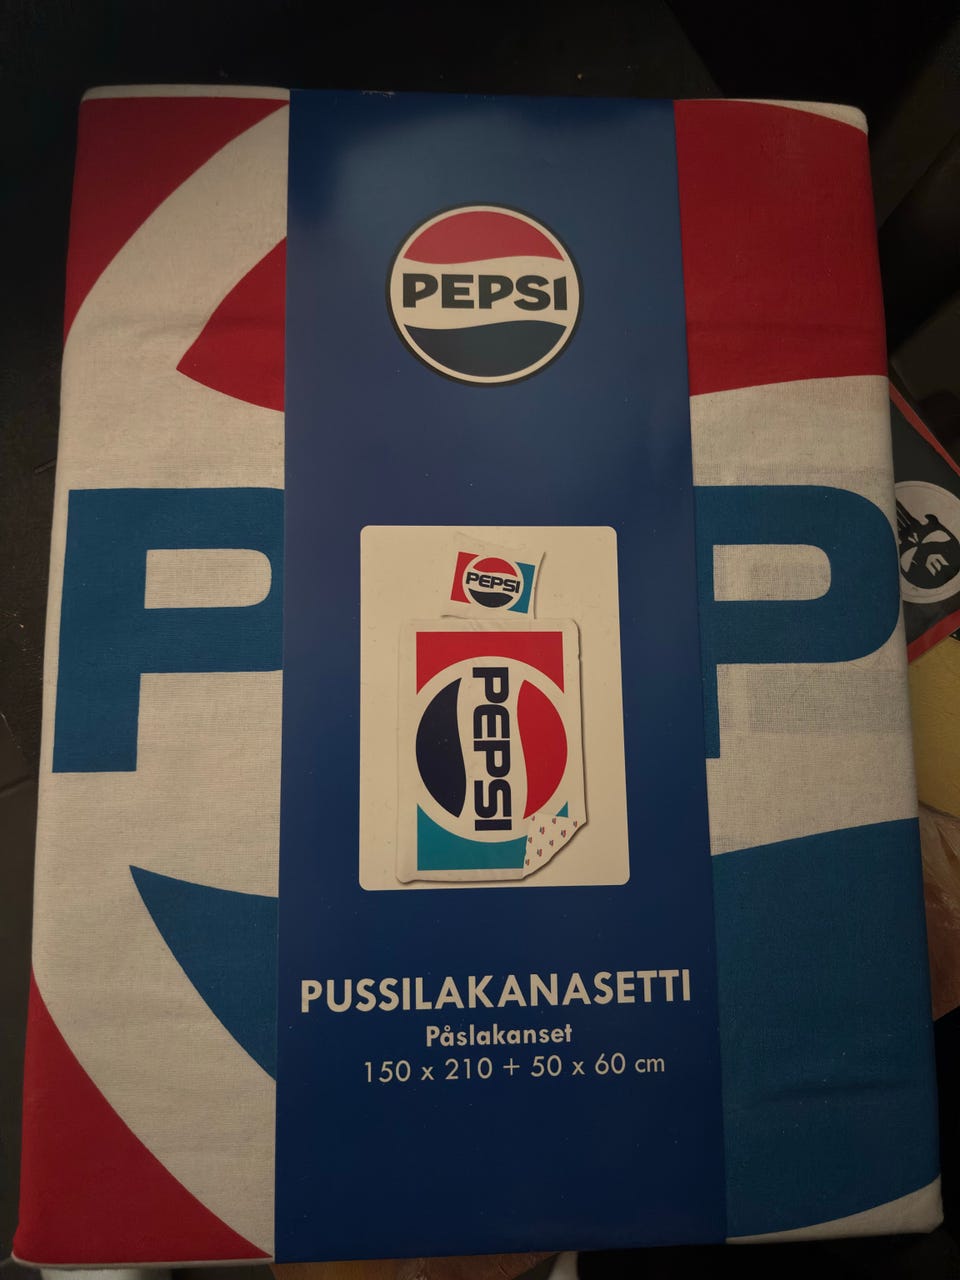 PEPSI
P
P
PEPSI
PEPSI
PUSSILAKANASETTI
Påslakanset
150 x 210 + 50 x 60 cm